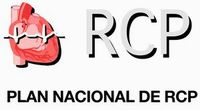 RCP
PLAN NACIONAL DE RCP